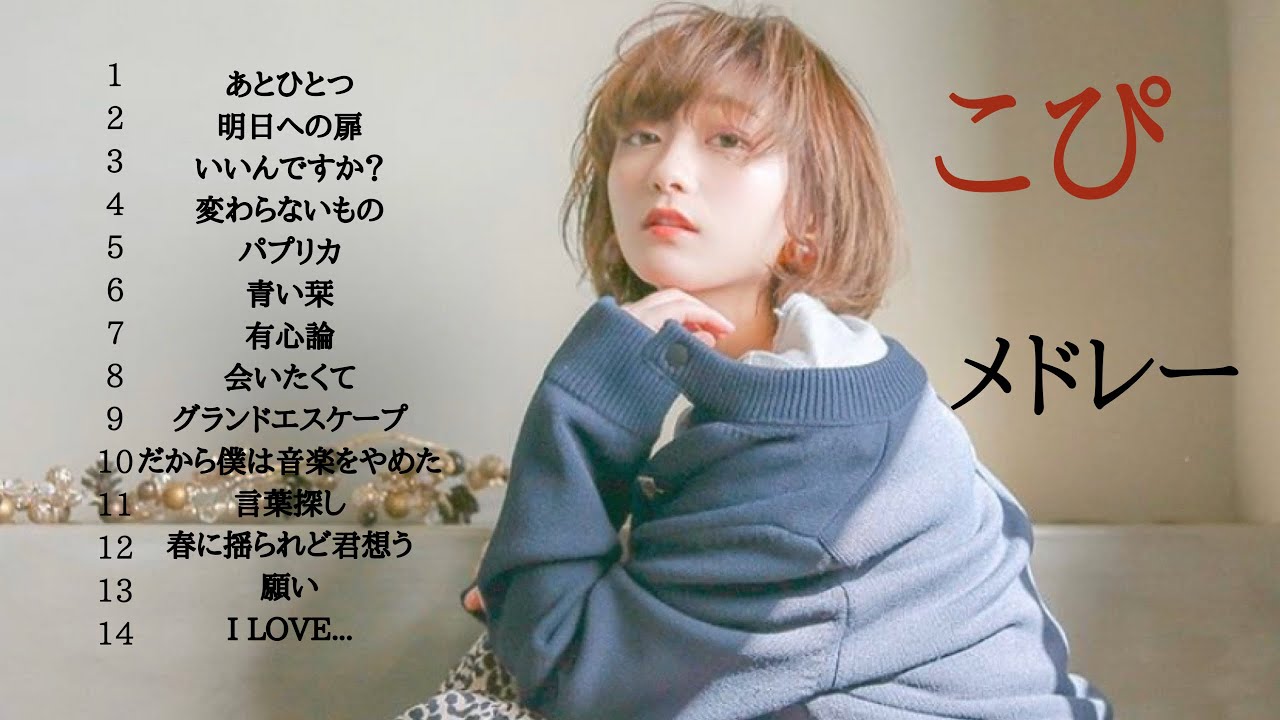 1 あとひとつ
2 明日への扉
3 いいんですか?
4 変わらないもの
5 パプリカ
6 青い栞
7 有心論
8 会いたくて
9 グランドエスケープ
10 だから僕は音楽をやめた
11 言葉探し
12 春に揺られど君想う
13 願い
14 I LOVE...
こぴ
メドレー